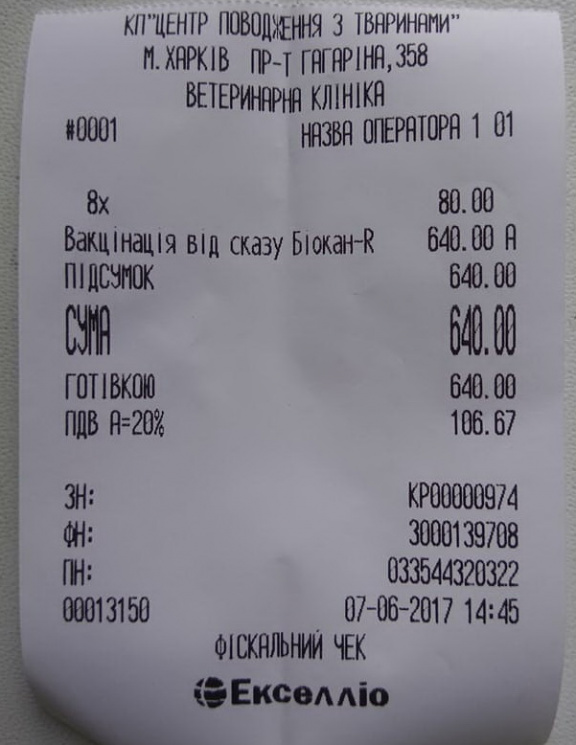 КП"ЦЕНТР ПОВОДЖЕННЯ З ТВАРИНАМИ"
М. ХАРКІВ ПР-Т ГАГАРІНА, 358
ВЕТЕРИНАРНА КЛІНІКА
#0001 НАЗВА ОПЕРАТОРА 1 01
8x 80.00
Вакцінація від сказу Біокан-R 640.00 А
ПІДСУМОК 640.00
СУМА 640.00
ГОТІВКОЮ 640.00
ПДВ А=20% 106.67
ЗН: КР00000974
ФН: 3000139708
ПН: 033544320322
00013150 07-06-2017 14:45
ФІСКАЛЬНИЙ ЧЕК
Екселліо